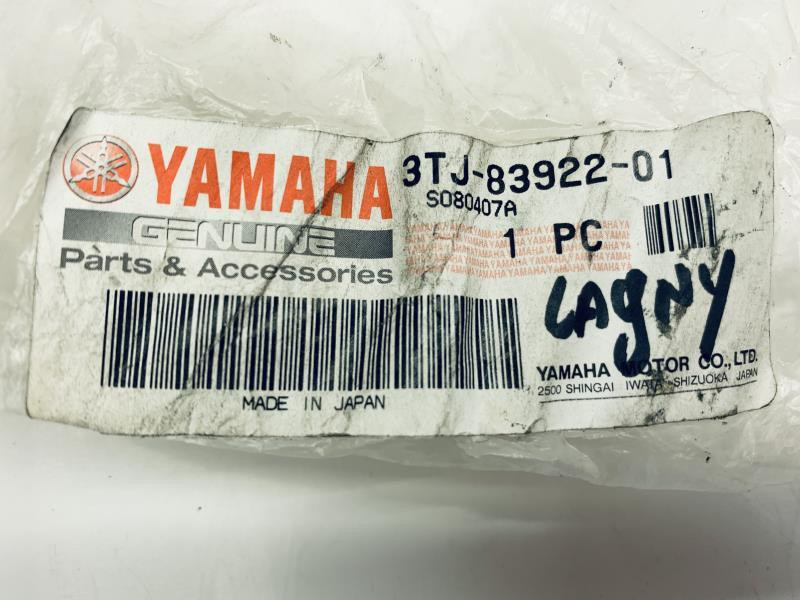 YAMAHA
GENUINE
Parts & Accessories
3TJ-83922-01
S080407A
1 PC
LAgNY
MADE IN JAPAN
YAMAHA MOTOR CO., LTD.
2500 SHINGAI IWATA SHIZUOKA JAPAN